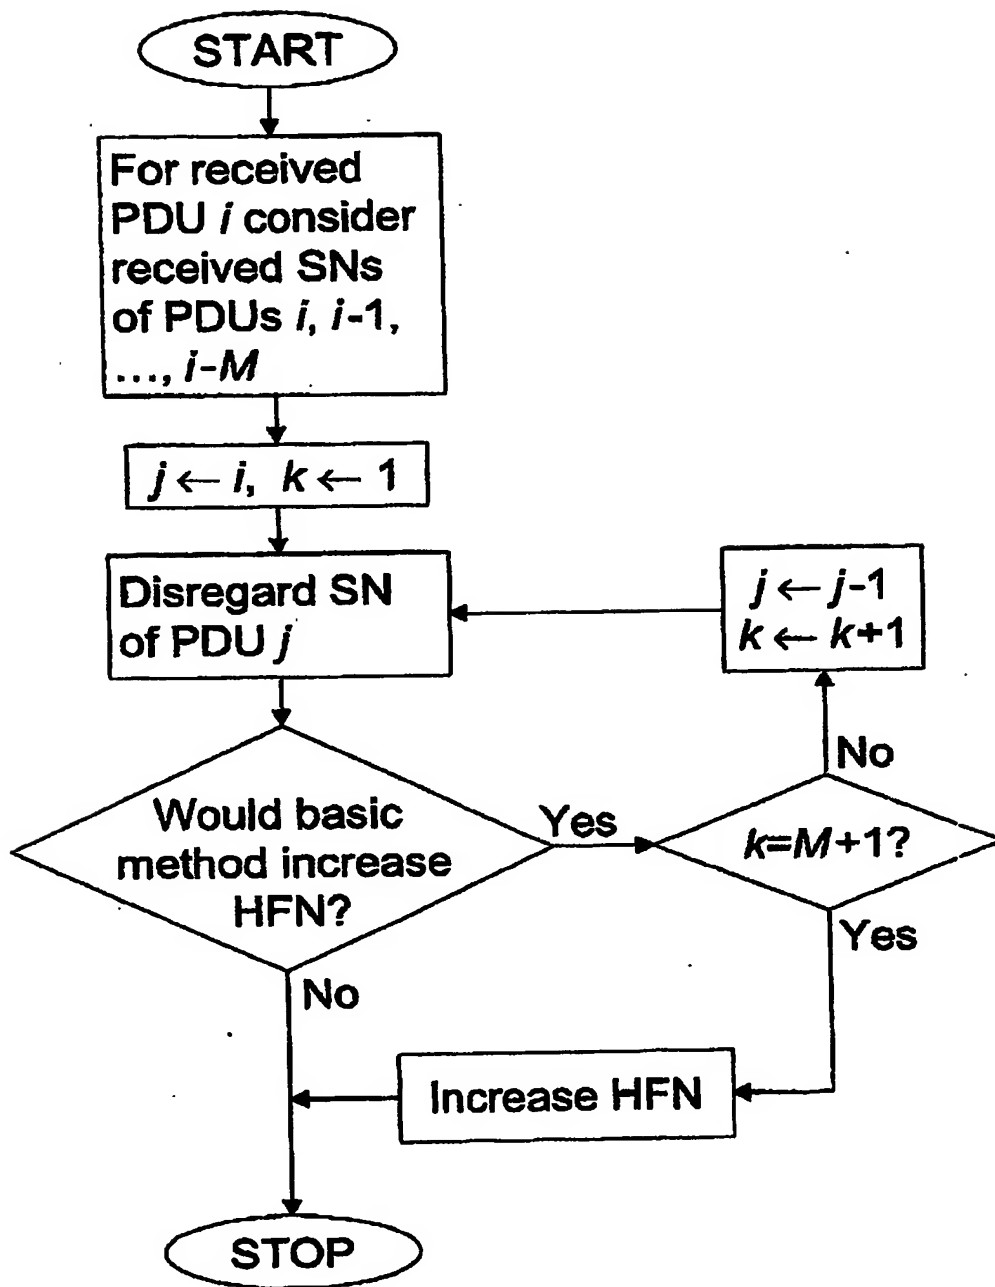 START
For received
PDU i consider
received SNs
of PDUs i, i-1,
..., i-M
j ← i, k ← 1
Disregard SN
of PDU j
j ← j-1
k ← k+1
No
Would basic
method increase
HFN?
Yes
k=M+1?
Yes
No
Increase HFN
STOP